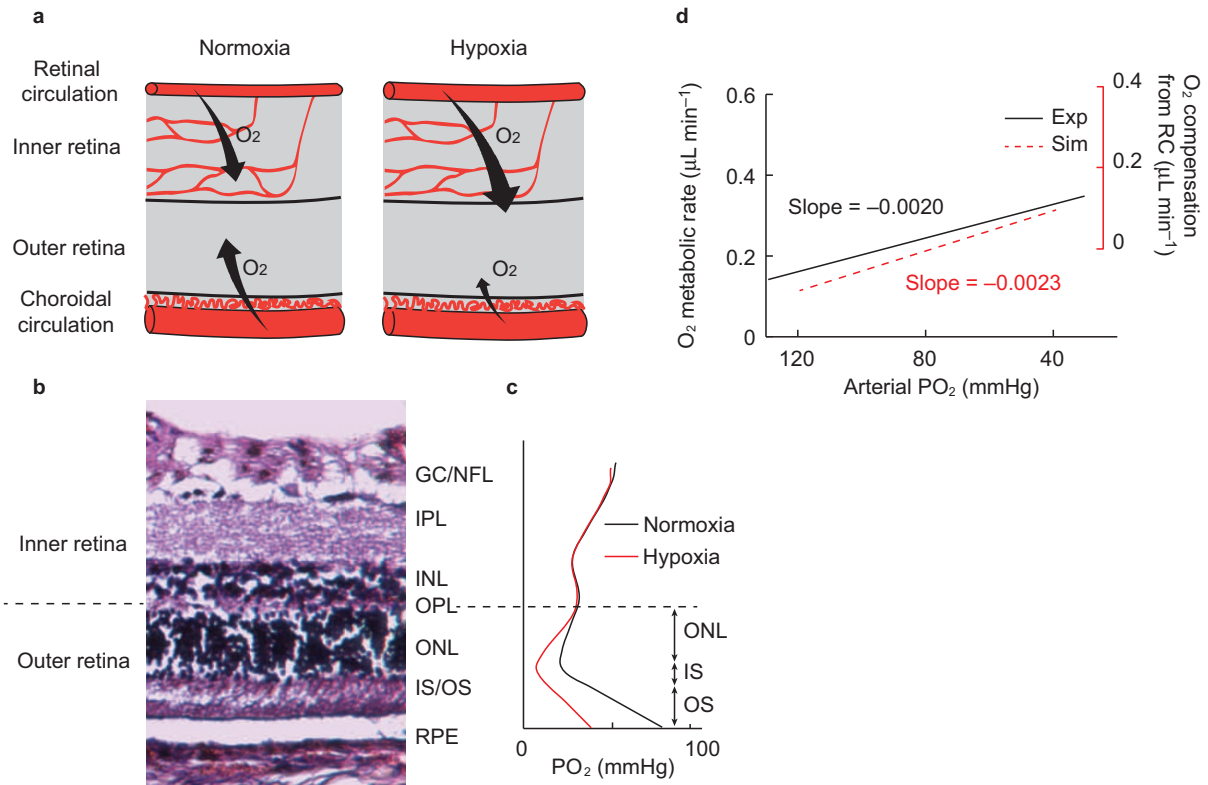 a
Normoxia
Hypoxia
Retinal
circulation
Inner retina
Outer retina
Choroidal
circulation
O2
O2
O2
O2
b
Inner retina
Outer retina
GC/NFL
IPL
INL
OPL
ONL
IS/OS
RPE
c
Normoxia
Hypoxia
ONL
IS
OS
0
100
PO₂ (mmHg)
d
O₂ metabolic rate (μL min⁻¹)
0.6
0.4
0.2
0
120
80
40
Arterial PO₂ (mmHg)
Exp
Sim
Slope = –0.0020
Slope = –0.0023
0.4
0.2
0
O₂ compensation
from RC (μL min⁻¹)